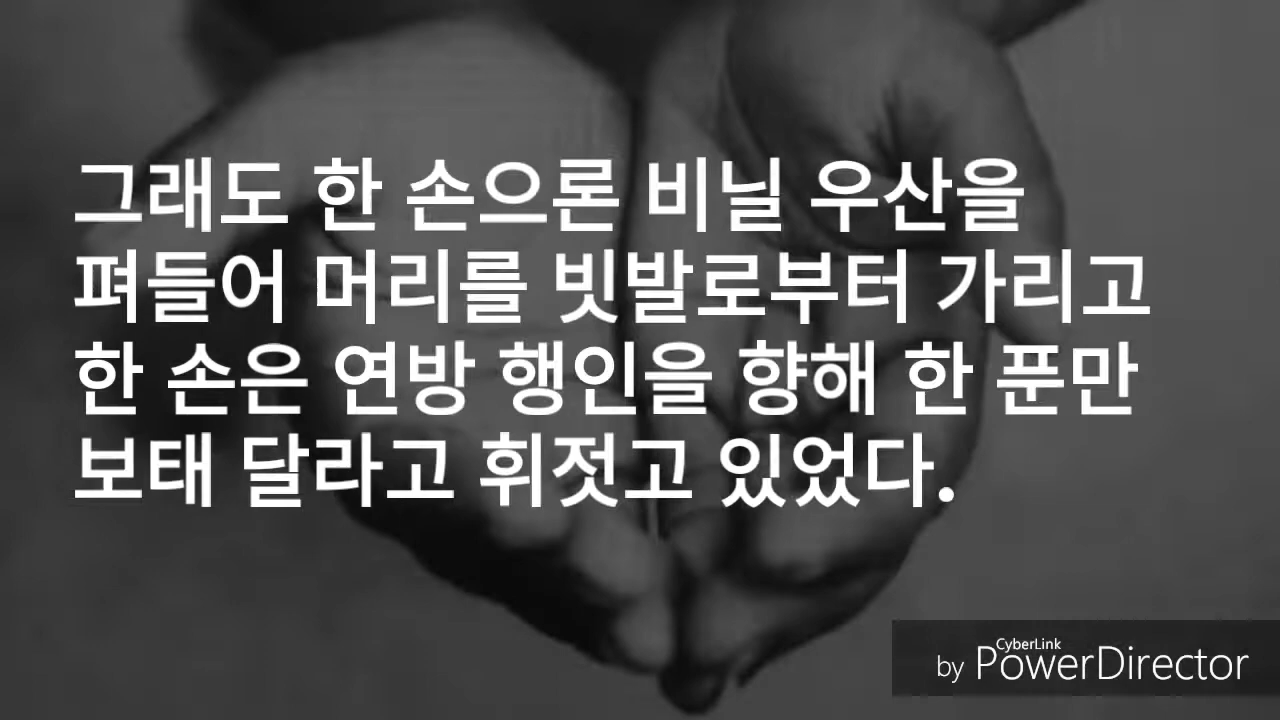 그래도 한 손으론 비닐 우산을
펴들어 머리를 빗발로부터 가리고
한 손은 연방 행인을 향해 한 푼만
보태 달라고 휘젓고 있었다.
by CyberLink PowerDirector